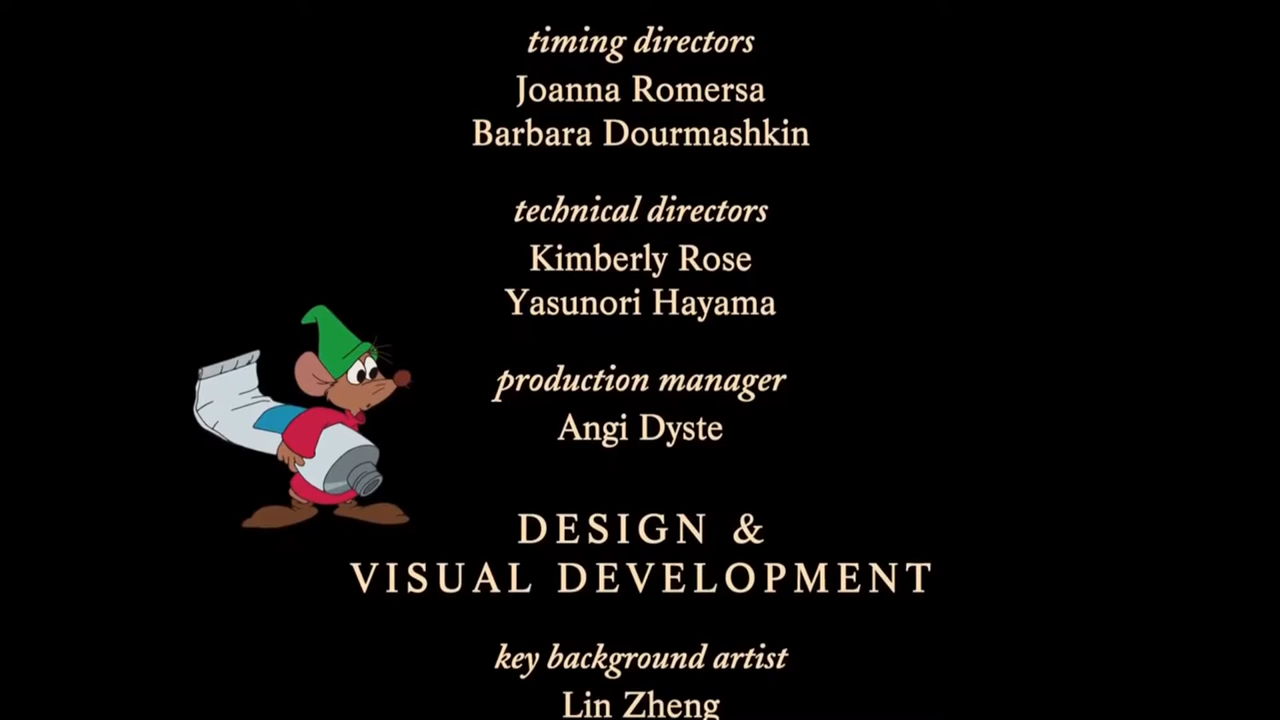 timing directors
Joanna Romersa
Barbara Dourmashkin
technical directors
Kimberly Rose
Yasunori Hayama
production manager
Angi Dyste
DESIGN &
VISUAL DEVELOPMENT
key background artist
Lin Zheng